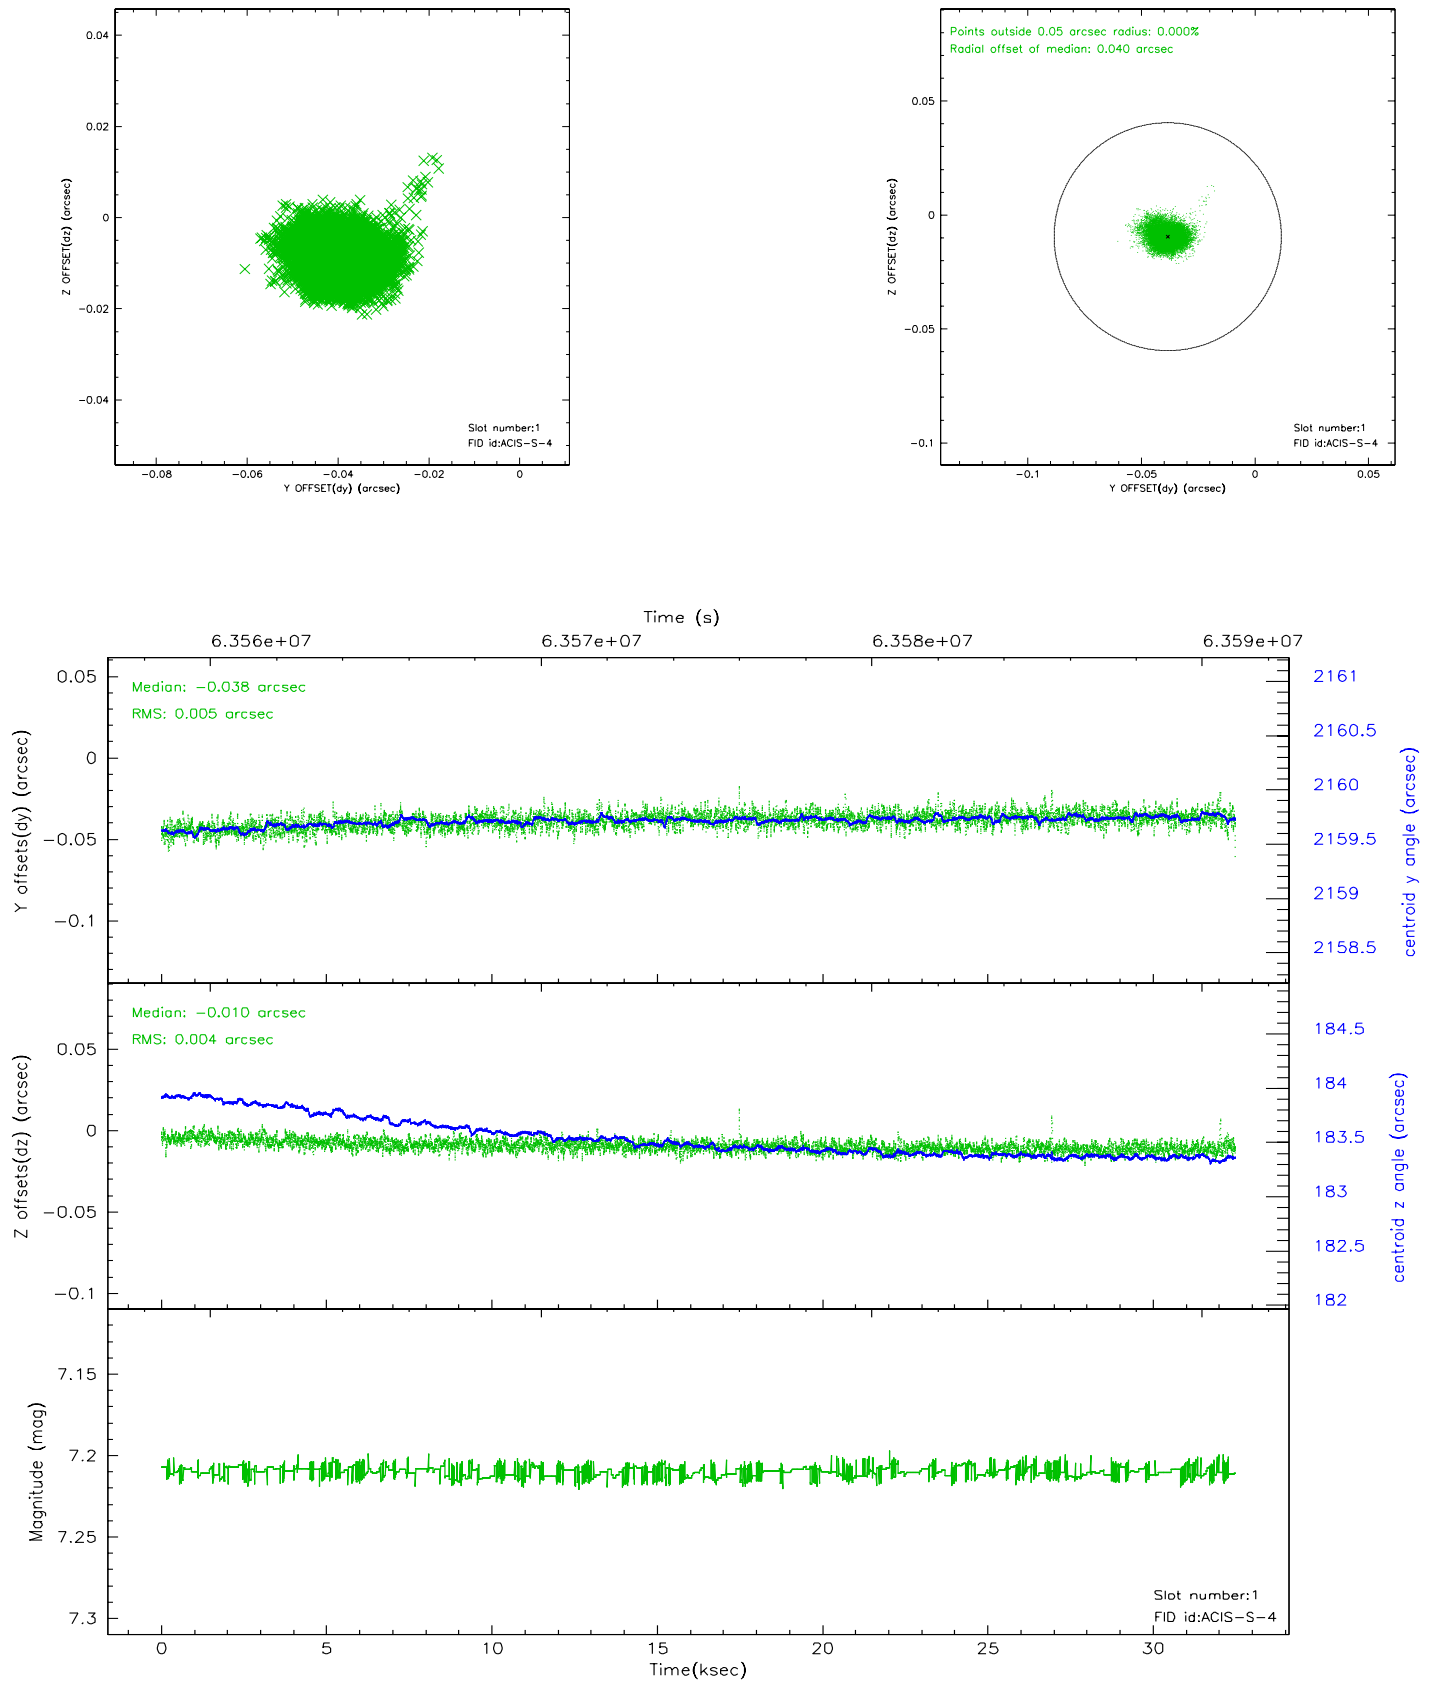 0.04
0.02
0
−0.02
−0.04
Z OFFSET(dz) (arcsec)
Slot number:1
FID id:ACIS−S−4
−0.08
−0.06
−0.04
−0.02
0
Y OFFSET(dy) (arcsec)
Points outside 0.05 arcsec radius: 0.000%
Radial offset of median: 0.040 arcsec
0.05
0
−0.05
−0.1
Z OFFSET(dz) (arcsec)
Slot number:1
FID id:ACIS−S−4
−0.1
−0.05
0
0.05
Y OFFSET(dy) (arcsec)
Time (s)
6.356e+07
6.357e+07
6.358e+07
6.359e+07
Median: −0.038 arcsec
RMS: 0.005 arcsec
0.05
0
−0.05
−0.1
Y offsets(dy) (arcsec)
2161
2160.5
2160
2159.5
2159
2158.5
centroid y angle (arcsec)
Median: −0.010 arcsec
RMS: 0.004 arcsec
0.05
0
−0.05
−0.1
Z offsets(dz) (arcsec)
184.5
184
183.5
183
182.5
182
centroid z angle (arcsec)
7.15
7.2
7.25
7.3
Magnitude (mag)
Slot number:1
FID id:ACIS−S−4
0
5
10
15
20
25
30
Time(ksec)